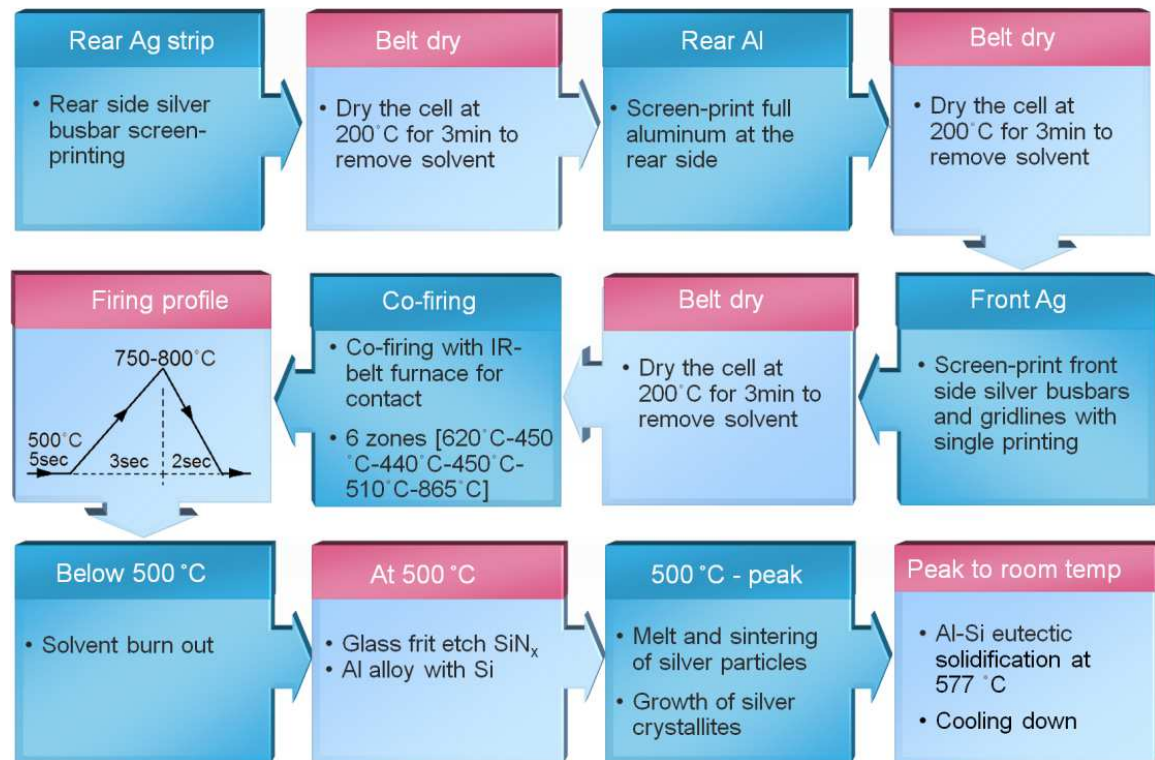 Rear Ag strip
• Rear side silver
busbar screen-
printing
Belt dry
• Dry the cell at
200˚C for 3min to
remove solvent
Rear Al
• Screen-print full
aluminum at the
rear side
Belt dry
• Dry the cell at
200˚C for 3min to
remove solvent
Firing profile
750-800˚C
500˚C
5sec
3sec
2sec
Co-firing
• Co-firing with IR-
belt furnace for
contact
• 6 zones [620˚C-450
˚C-440˚C-450˚C-
510˚C-865˚C]
Belt dry
• Dry the cell at
200˚C for 3min to
remove solvent
Front Ag
• Screen-print front
side silver busbars
and gridlines with
single printing
Below 500 ˚C
• Solvent burn out
At 500 ˚C
• Glass frit etch SiNₓ
• Al alloy with Si
500 ˚C - peak
• Melt and sintering
of silver particles
• Growth of silver
crystallites
Peak to room temp
• Al-Si eutectic
solidification at
577 ˚C
• Cooling down